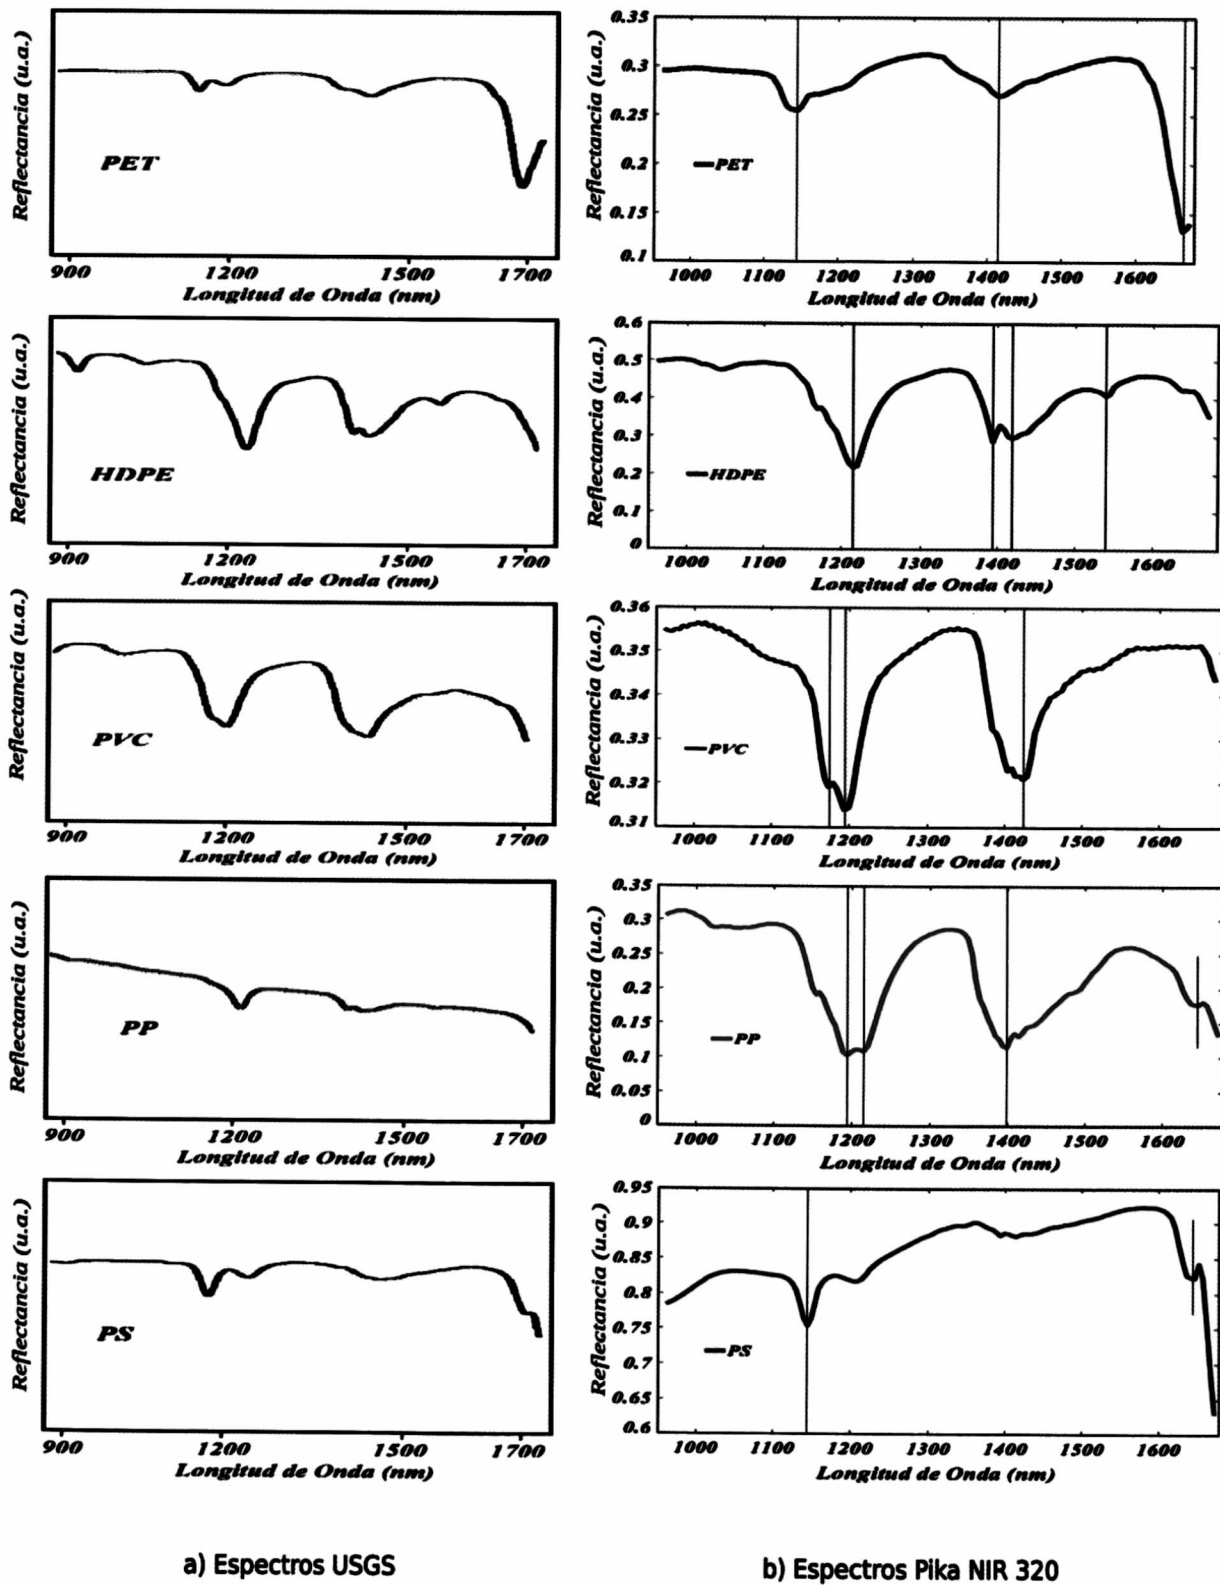 Reflectancia (u.a.)
PET
900 1200 1500 1700
Longitud de Onda (nm)
Reflectancia (u.a.)
0.35
0.3
0.25
0.2
0.15
0.1
PET
1000 1100 1200 1300 1400 1500 1600
Longitud de Onda (nm)
Reflectancia (u.a.)
HDPE
900 1200 1500 1700
Longitud de Onda (nm)
Reflectancia (u.a.)
0.6
0.5
0.4
0.3
0.2
0.1
0
HDPE
1000 1100 1200 1300 1400 1500 1600
Longitud de Onda (nm)
Reflectancia (u.a.)
PVC
900 1200 1500 1700
Longitud de Onda (nm)
Reflectancia (u.a.)
0.36
0.35
0.34
0.33
0.32
0.31
PVC
1000 1100 1200 1300 1400 1500 1600
Longitud de Onda (nm)
Reflectancia (u.a.)
PP
900 1200 1500 1700
Longitud de Onda (nm)
Reflectancia (u.a.)
0.35
0.3
0.25
0.2
0.15
0.1
0.05
0
PP
1000 1100 1200 1300 1400 1500 1600
Longitud de Onda (nm)
Reflectancia (u.a.)
PS
900 1200 1500 1700
Longitud de Onda (nm)
Reflectancia (u.a.)
0.95
0.9
0.85
0.8
0.75
0.7
0.65
0.6
PS
1000 1100 1200 1300 1400 1500 1600
Longitud de Onda (nm)
a) Espectros USGS
b) Espectros Pika NIR 320